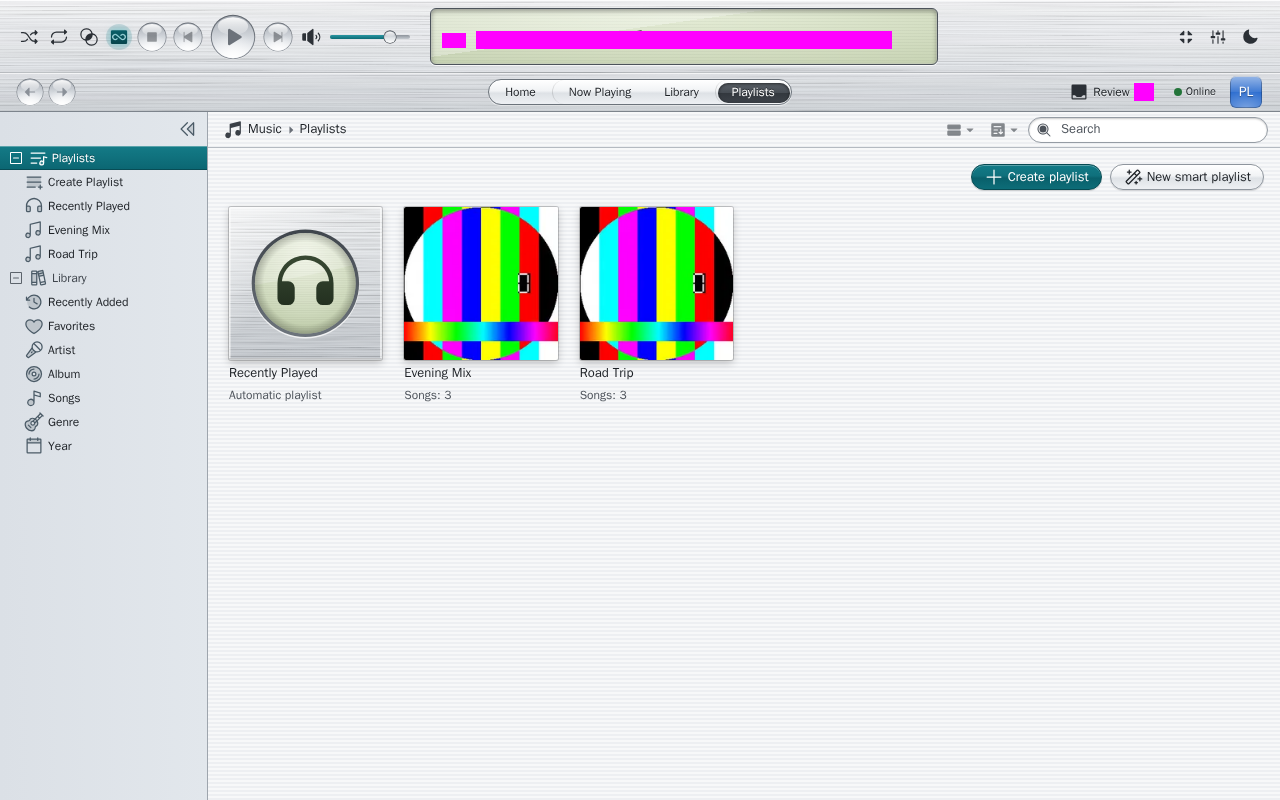 Home
Now Playing
Library
Playlists
Review
Online
PL
Music
Playlists
Search
Playlists
Create Playlist
Recently Played
Evening Mix
Road Trip
Library
Recently Added
Favorites
Artist
Album
Songs
Genre
Year
Create playlist
New smart playlist
Recently Played
Automatic playlist
Evening Mix
Songs: 3
Road Trip
Songs: 3